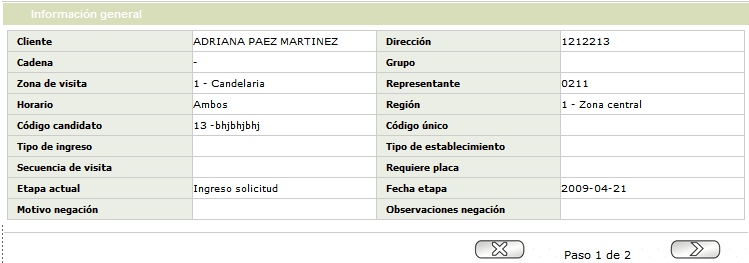 Información general
Cliente ADRIANA PAEZ MARTINEZ Dirección 1212213
Cadena - Grupo
Zona de visita 1 - Candelaria Representante 0211
Horario Ambos Región 1 - Zona central
Código candidato 13 -bhjbhjbhj Código único
Tipo de ingreso Tipo de establecimiento
Secuencia de visita Requiere placa
Etapa actual Ingreso solicitud Fecha etapa 2009-04-21
Motivo negación Observaciones negación
Paso 1 de 2